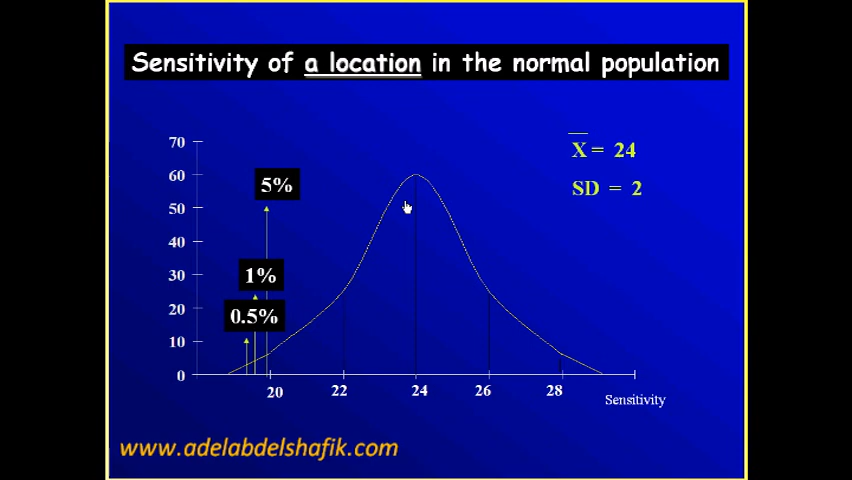 Sensitivity of a location in the normal population
X = 24
SD = 2
70
60
50
40
30
20
10
0
5%
1%
0.5%
20 22 24 26 28
Sensitivity
www.adelabdelshafik.com